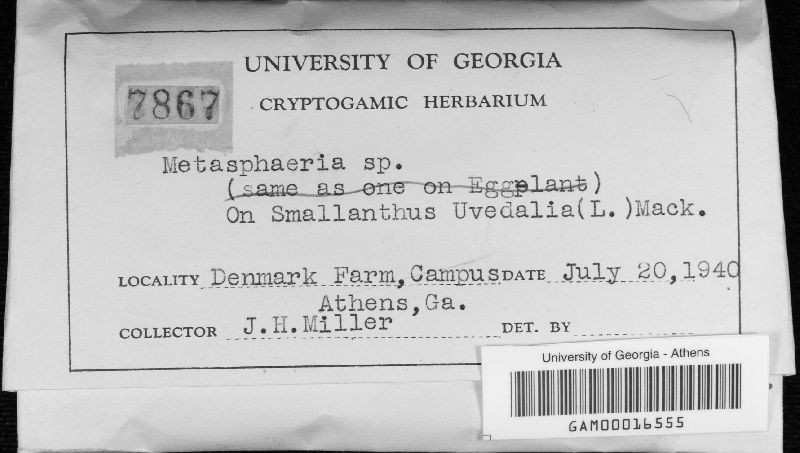 UNIVERSITY OF GEORGIA
7867
CRYPTOGAMIC HERBARIUM
Metasphaeria sp.
(same as one on Eggplant)
On Smallanthus Uvedalia(L.)Mack.
LOCALITY Denmark Farm,Campus DATE July 20,1940
Athens,Ga.
COLLECTOR J.H.Miller DET. BY
University of Georgia - Athens
GAM00016555